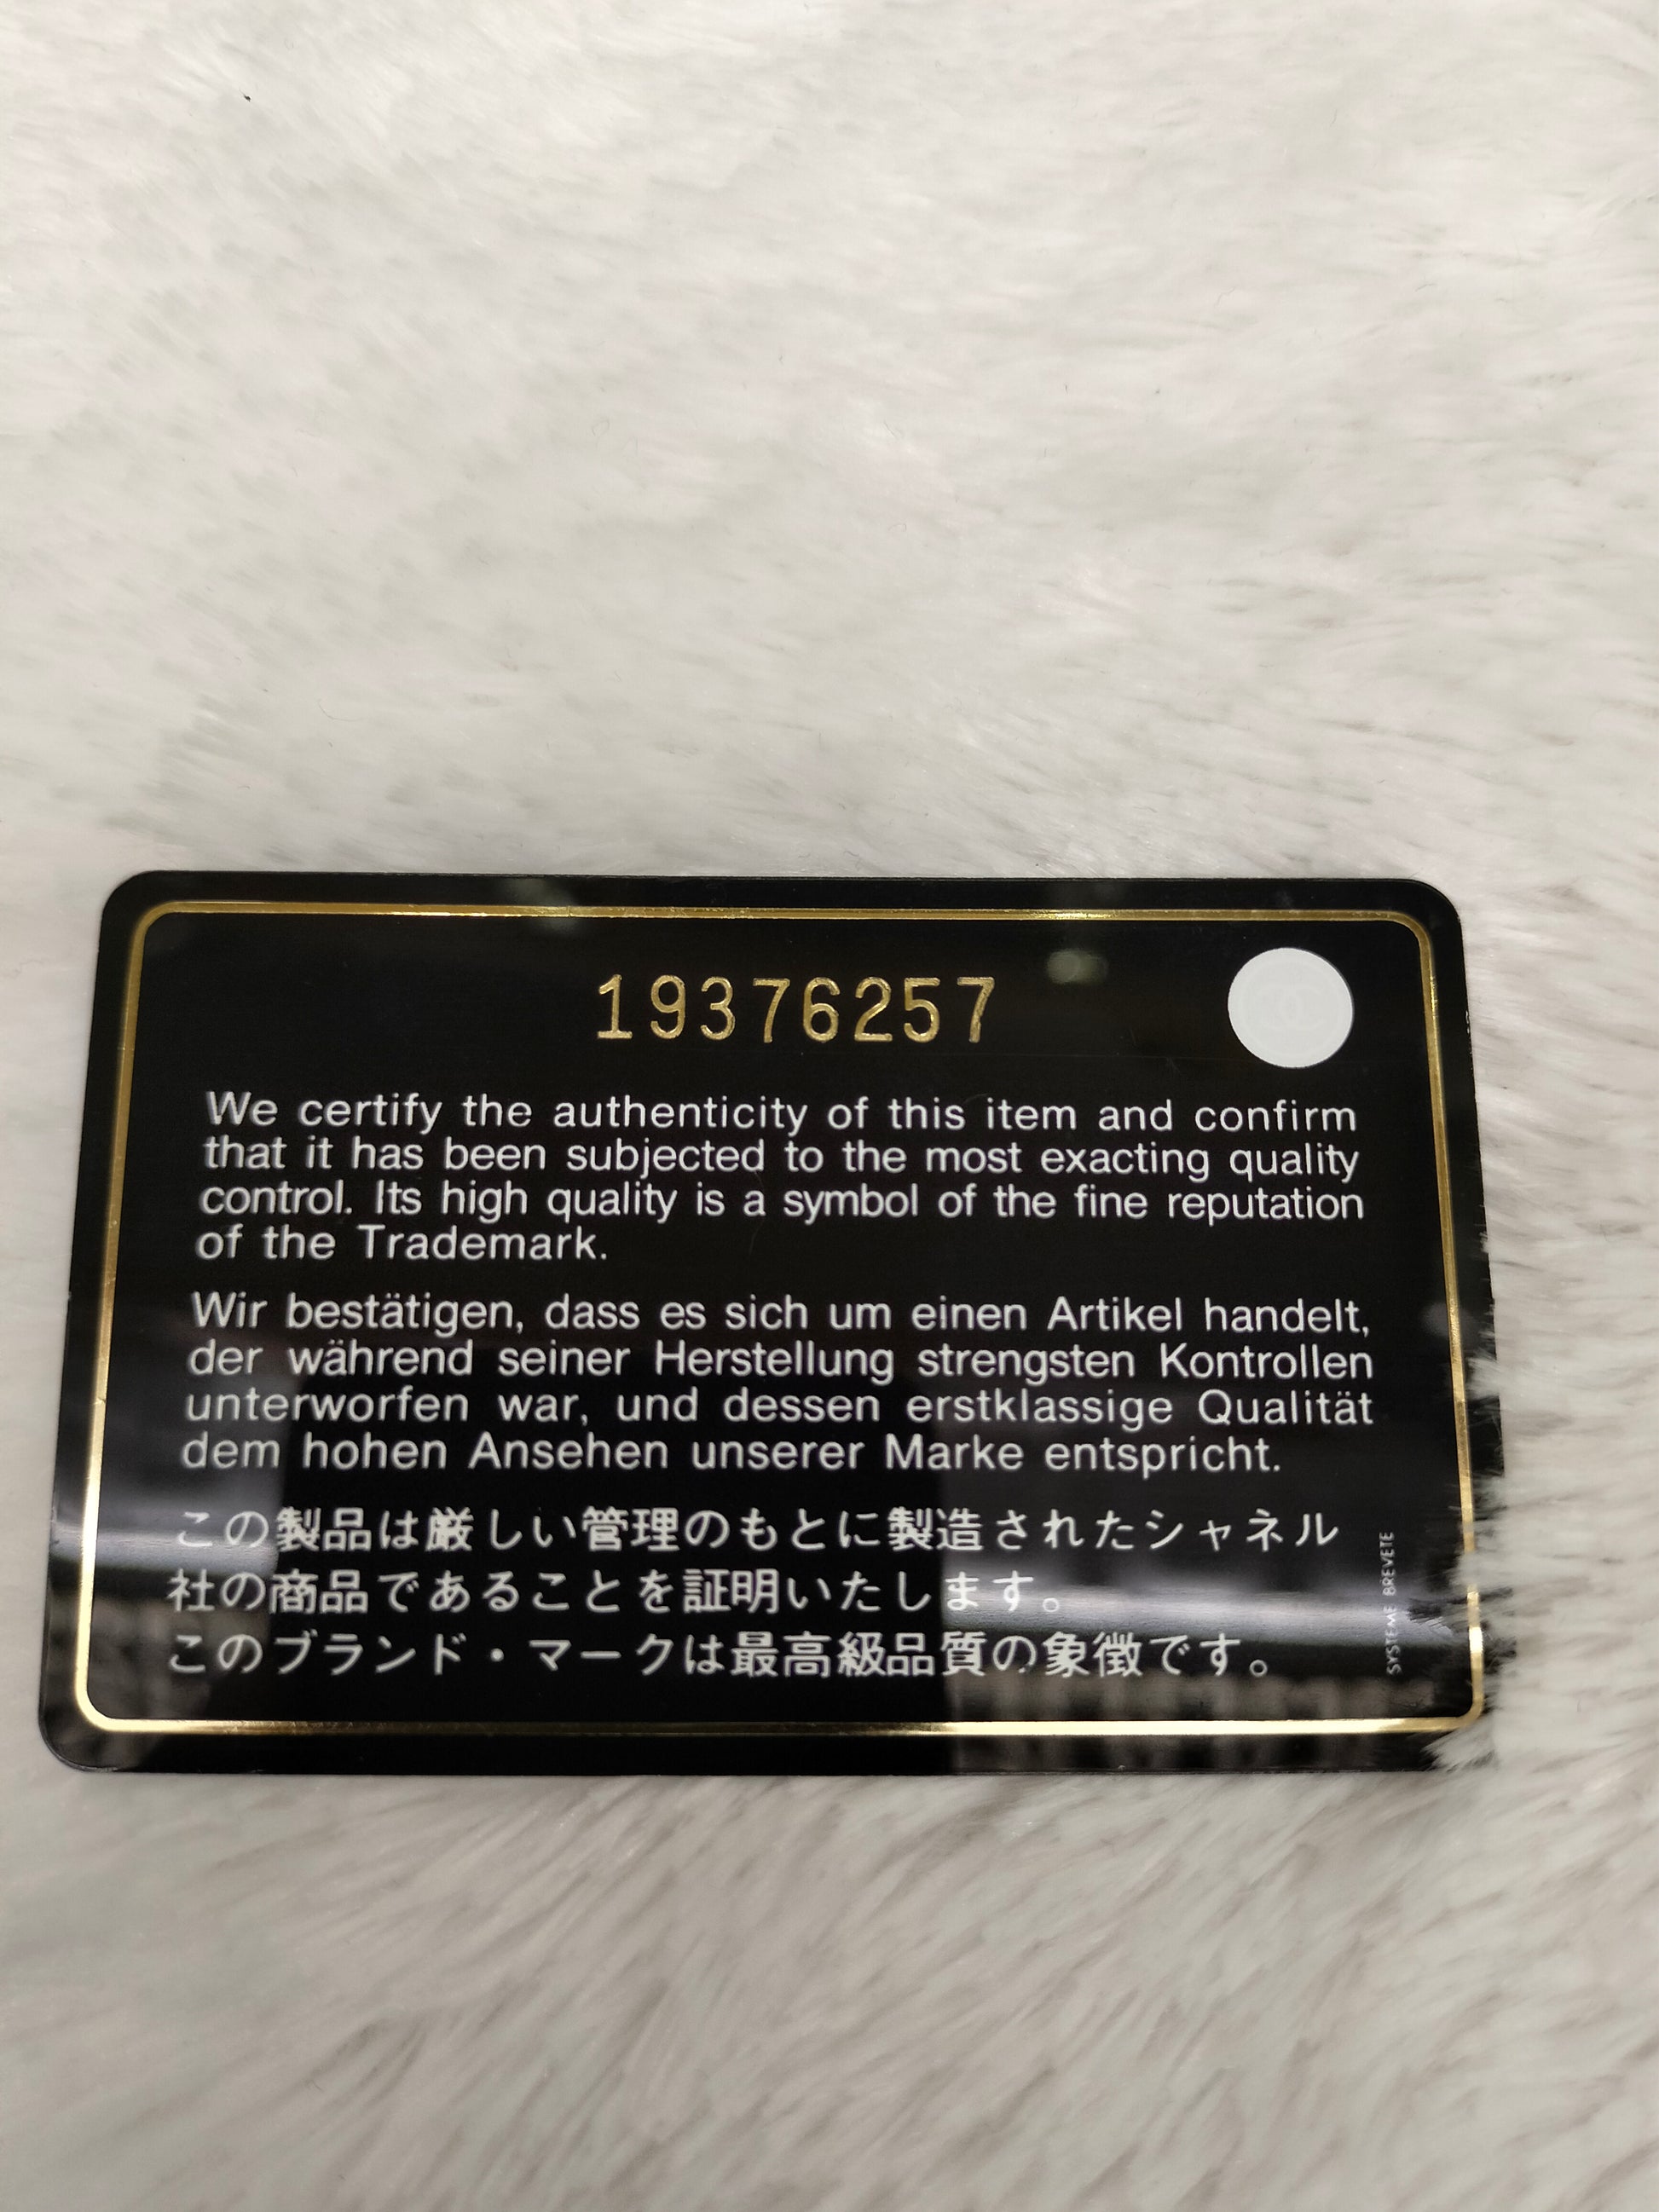 19376257
We certify the authenticity of this item and confirm
that it has been subjected to the most exacting quality
control. Its high quality is a symbol of the fine reputation
of the Trademark.
Wir bestätigen, dass es sich um einen Artikel handelt,
der während seiner Herstellung strengsten Kontrollen
unterworfen war, und dessen erstklassige Qualität
dem hohen Ansehen unserer Marke entspricht.
この製品は厳しい管理のもとに製造されたシャネル
社の商品であることを証明いたします。
このブランド・マークは最高級品質の象徴です。
SYSTEME BREVETE